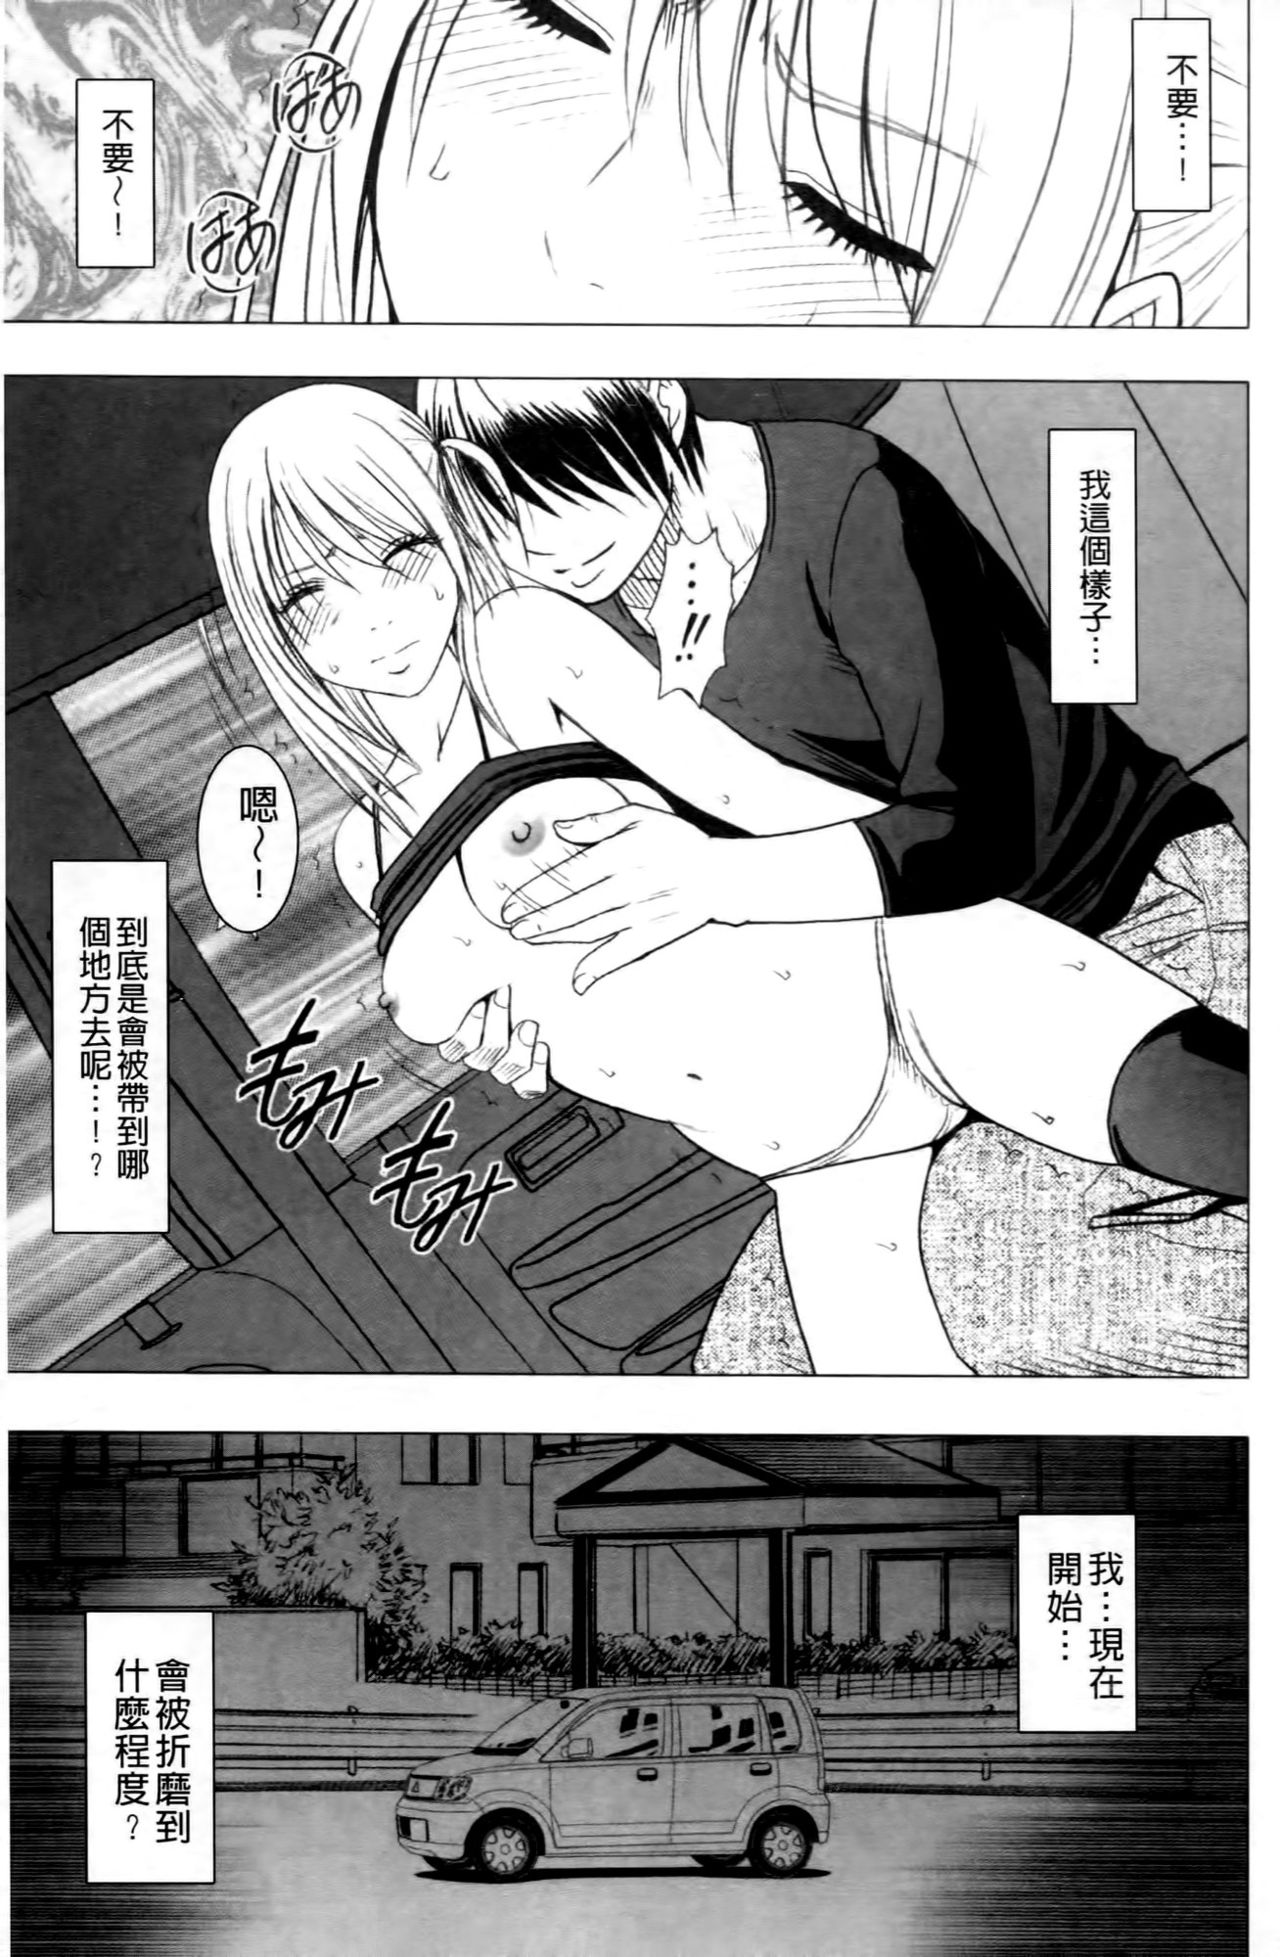 不要…！
はあ
はあ
不要～！
我這個樣子…
…!!
嗯～！
到底是會被帶到哪
個地方去呢…！？
もみ
もみ
我…現在
開始…
會被折磨到
什麼程度？